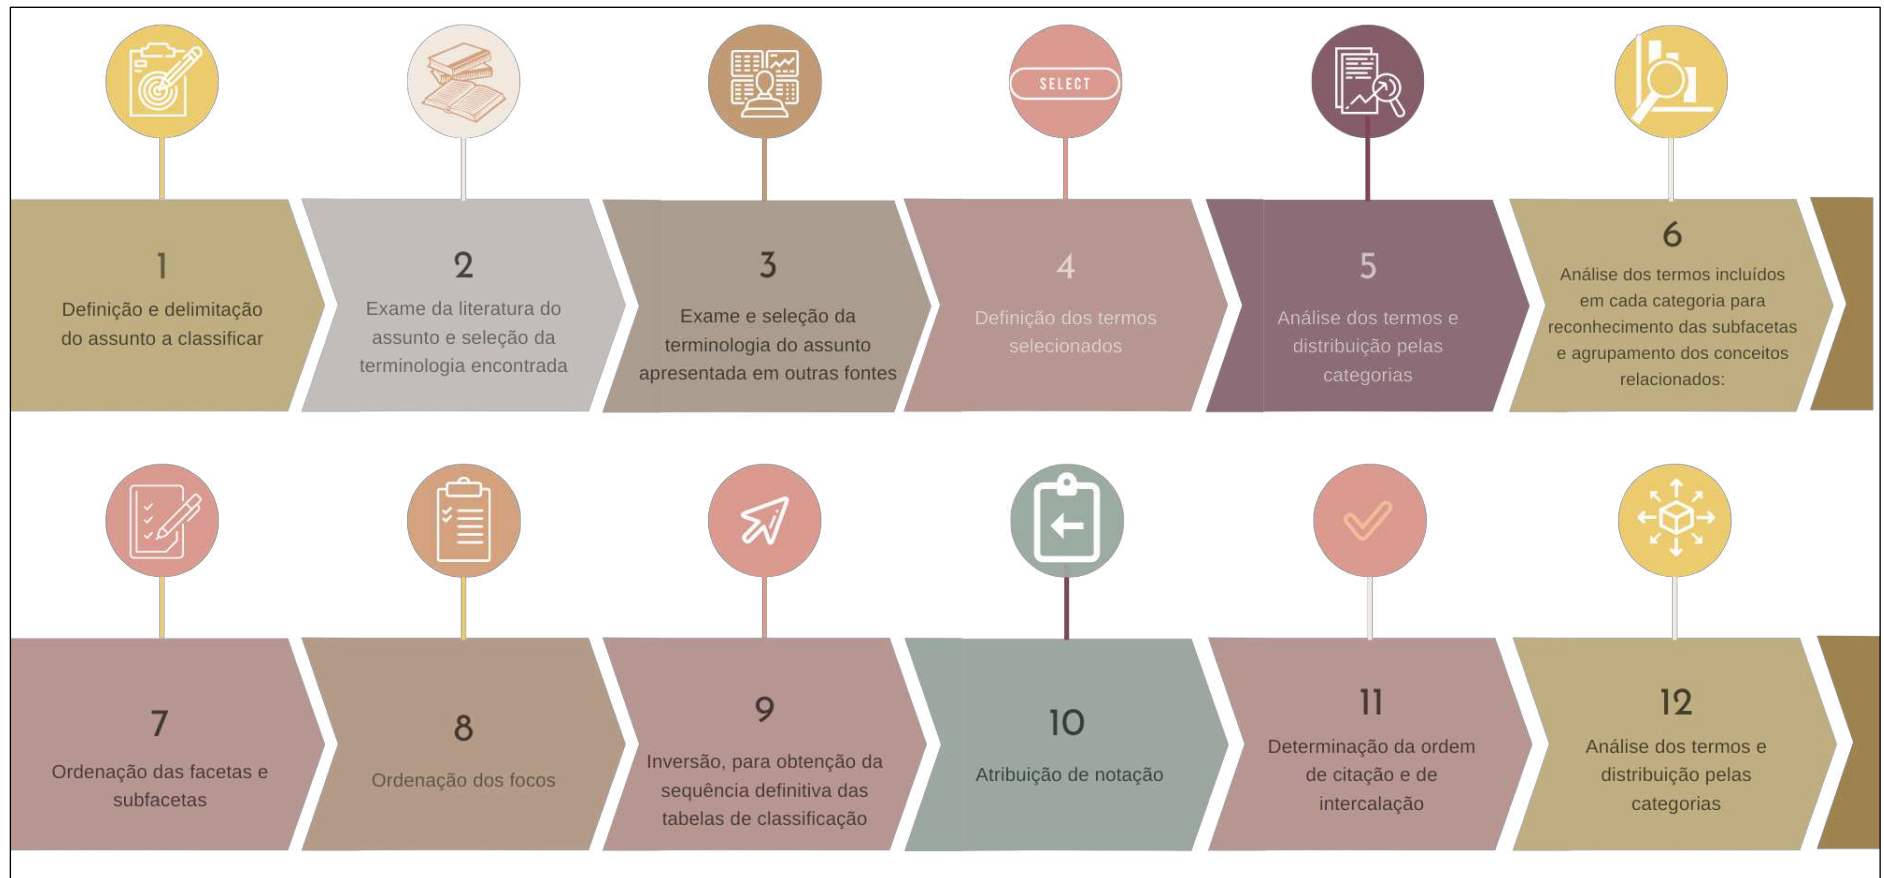 SELECT
1
Definição e delimitação
do assunto a classificar
2
Exame da literatura do
assunto e seleção da
terminologia encontrada
3
Exame e seleção da
terminologia do assunto
apresentada em outras fontes
4
Definição dos termos
selecionados
5
Análise dos termos e
distribuição pelas
categorias
6
Análise dos termos incluídos
em cada categoria para
reconhecimento das subfacetas
e agrupamento dos conceitos
relacionados:
7
Ordenação das facetas e
subfacetas
8
Ordenação dos focos
9
Inversão, para obtenção da
sequência definitiva das
tabelas de classificação
10
Atribuição de notação
11
Determinação da ordem
de citação e de
intercalação
12
Análise dos termos e
distribuição pelas
categorias